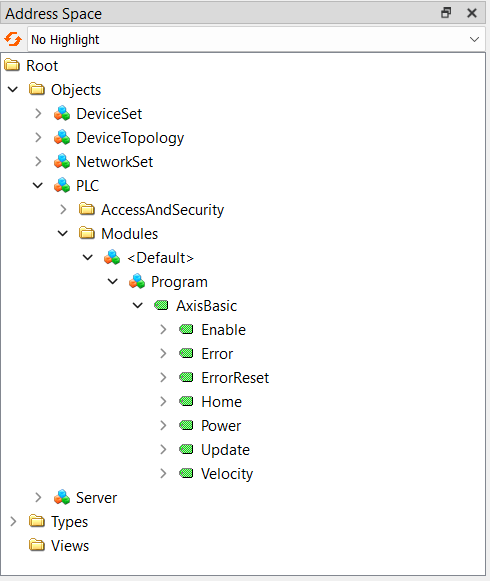 Address Space
No Highlight
Root
Objects
DeviceSet
DeviceTopology
NetworkSet
PLC
AccessAndSecurity
Modules
<Default>
Program
AxisBasic
Enable
Error
ErrorReset
Home
Power
Update
Velocity
Server
Types
Views